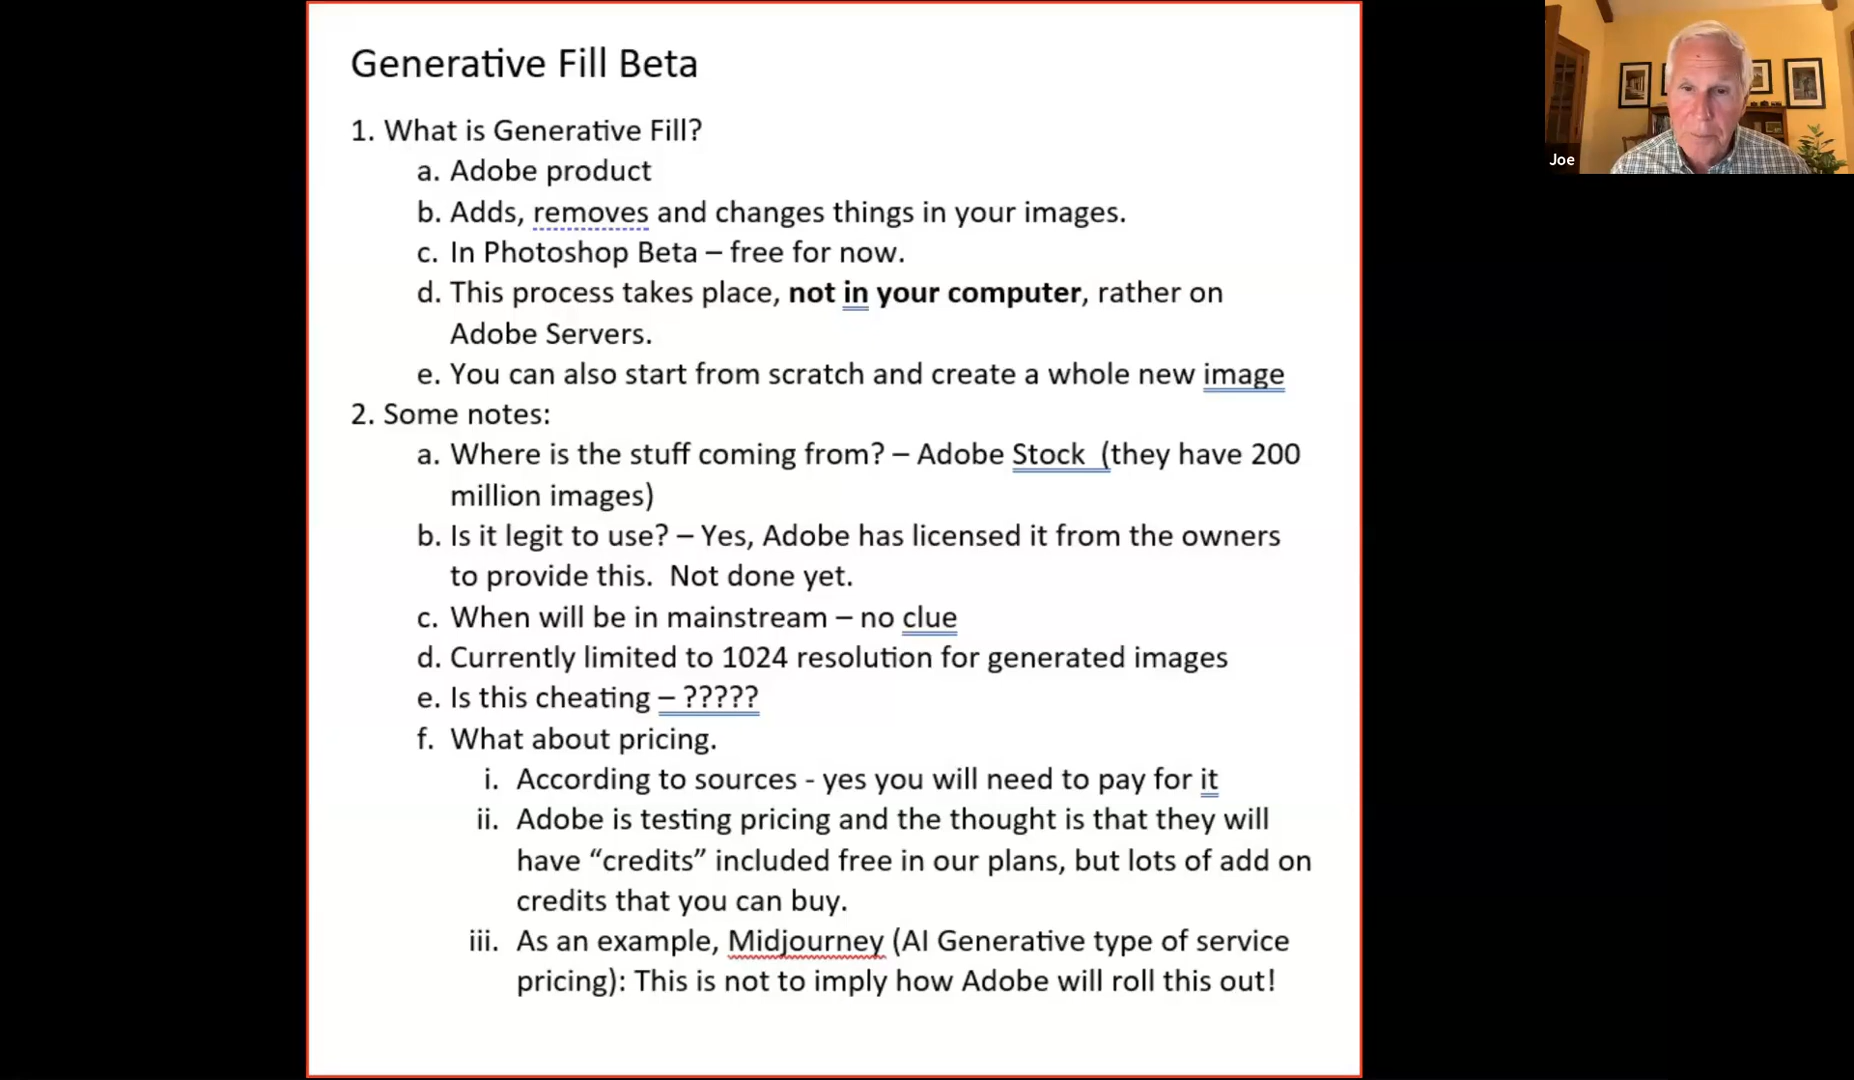 Generative Fill Beta
1. What is Generative Fill?
a. Adobe product
b. Adds, removes and changes things in your images.
c. In Photoshop Beta – free for now.
d. This process takes place, not in your computer, rather on
Adobe Servers.
e. You can also start from scratch and create a whole new image
2. Some notes:
a. Where is the stuff coming from? – Adobe Stock  (they have 200
million images)
b. Is it legit to use? – Yes, Adobe has licensed it from the owners
to provide this.  Not done yet.
c. When will be in mainstream – no clue
d. Currently limited to 1024 resolution for generated images
e. Is this cheating – ?????
f. What about pricing.
i. According to sources - yes you will need to pay for it
ii. Adobe is testing pricing and the thought is that they will
have “credits” included free in our plans, but lots of add on
credits that you can buy.
iii. As an example, Midjourney (AI Generative type of service
pricing): This is not to imply how Adobe will roll this out!
Joe